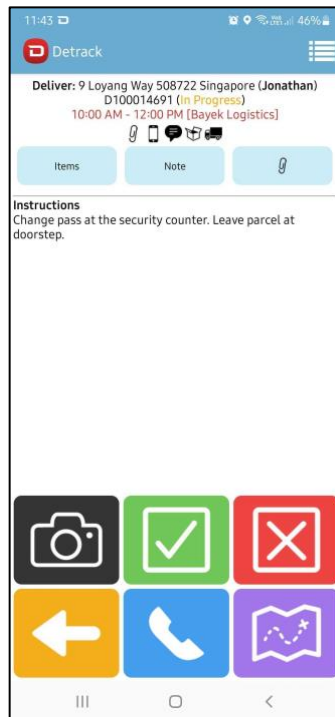 11:43
46%
Detrack
Deliver: 9 Loyang Way 508722 Singapore (Jonathan)
D100014691 (In Progress)
10:00 AM - 12:00 PM [Bayek Logistics]
Items
Note
Instructions
Change pass at the security counter. Leave parcel at
doorstep.